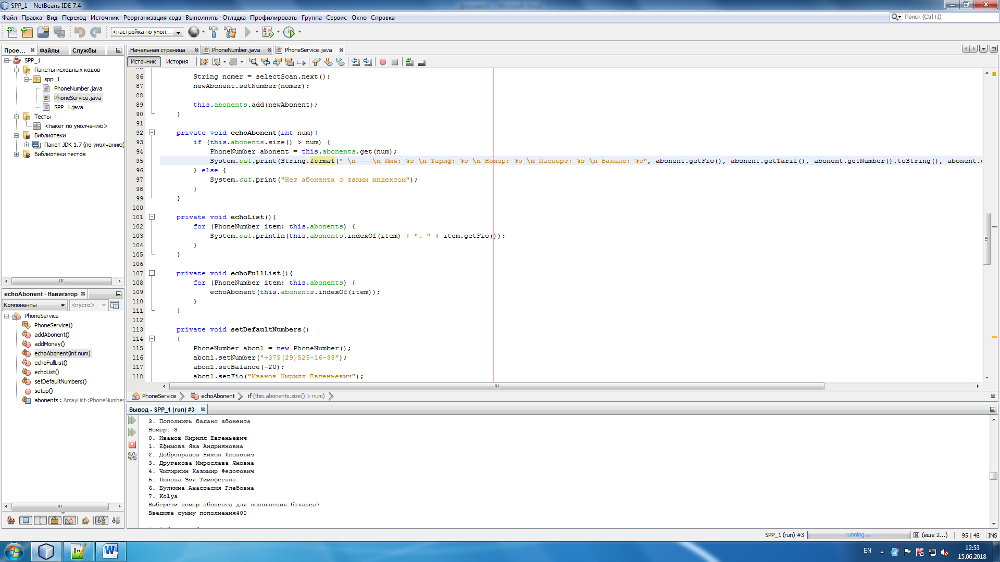 SPP_1 - NetBeans IDE 7.4
Файл Правка Вид Переход Источник Реорганизация кода Выполнить Отладка Профилировать Группа Сервис Окно Справка
Поиск (Ctrl+I)
<настройка по умол...
Прое... Файлы Службы
SPP_1
Пакеты исходных кодов
spp_1
PhoneNumber.java
PhoneService.java
SPP_1.java
Тесты
<пакет по умолчанию>
Библиотеки
Пакет JDK 1.7 (по умолчанию)
Библиотеки тестов
echoAbonent - Навигатор
Компоненты <пусто>
PhoneService
PhoneService()
addAbonent()
addMoney()
echoAbonent(int num)
echoFullList()
echoList()
setDefaultNumbers()
setup()
abonents : ArrayList<PhoneNumber
Начальная страница PhoneNumber.java PhoneService.java
Источник История
86 String nomer = selectScan.next();
87 newAbonent.setNumber(nomer);
88
89 this.abonents.add(newAbonent);
90 }
91
92 private void echoAbonent(int num){
93 if (this.abonents.size() > num) {
94 PhoneNumber abonent = this.abonents.get(num);
95 System.out.print(String.format(" \n----\n Имя: %s \n Тариф: %s \n Номер: %s \n Паспорт: %s \n Баланс: %s", abonent.getFio(), abonent.getTarif(), abonent.getNumber().toString(), abonent.g
96 } else {
97 System.out.print("Нет абонента с таким индексом");
98 }
99 }
100
101 private void echoList(){
102 for (PhoneNumber item: this.abonents) {
103 System.out.println(this.abonents.indexOf(item) + ". " + item.getFio());
104 }
105 }
106
107 private void echoFullList(){
108 for (PhoneNumber item: this.abonents) {
109 echoAbonent(this.abonents.indexOf(item));
110 }
111 }
112
113 private void setDefaultNumbers()
114 {
115 PhoneNumber abon1 = new PhoneNumber();
116 abon1.setNumber("+375(29)525-16-33");
117 abon1.setBalance(-20);
118 abon1.setFio("Иванов Кирилл Евгеньевич");
PhoneService echoAbonent if (this.abonents.size() > num)
Вывод - SPP_1 (run) #3
3. Пополнить баланс абонента
Номер: 3
0. Иванов Кирилл Евгеньевич
1. Ефимова Яна Андрияновна
2. Добронравов Никон Якович
3. Другакова Мирослава Яновна
4. Чигиркин Казимир Федотович
5. Яшнова Зоя Тимофеевна
6. Булкина Анастасия Глебовна
7. Kolya
Выберети номер абонента для пополнения баланса7
Введите сумму пополнения400
SPP_1 (run) #3 running... (еще 2...) 95 | 48 INS
EN 12:53
15.06.2018